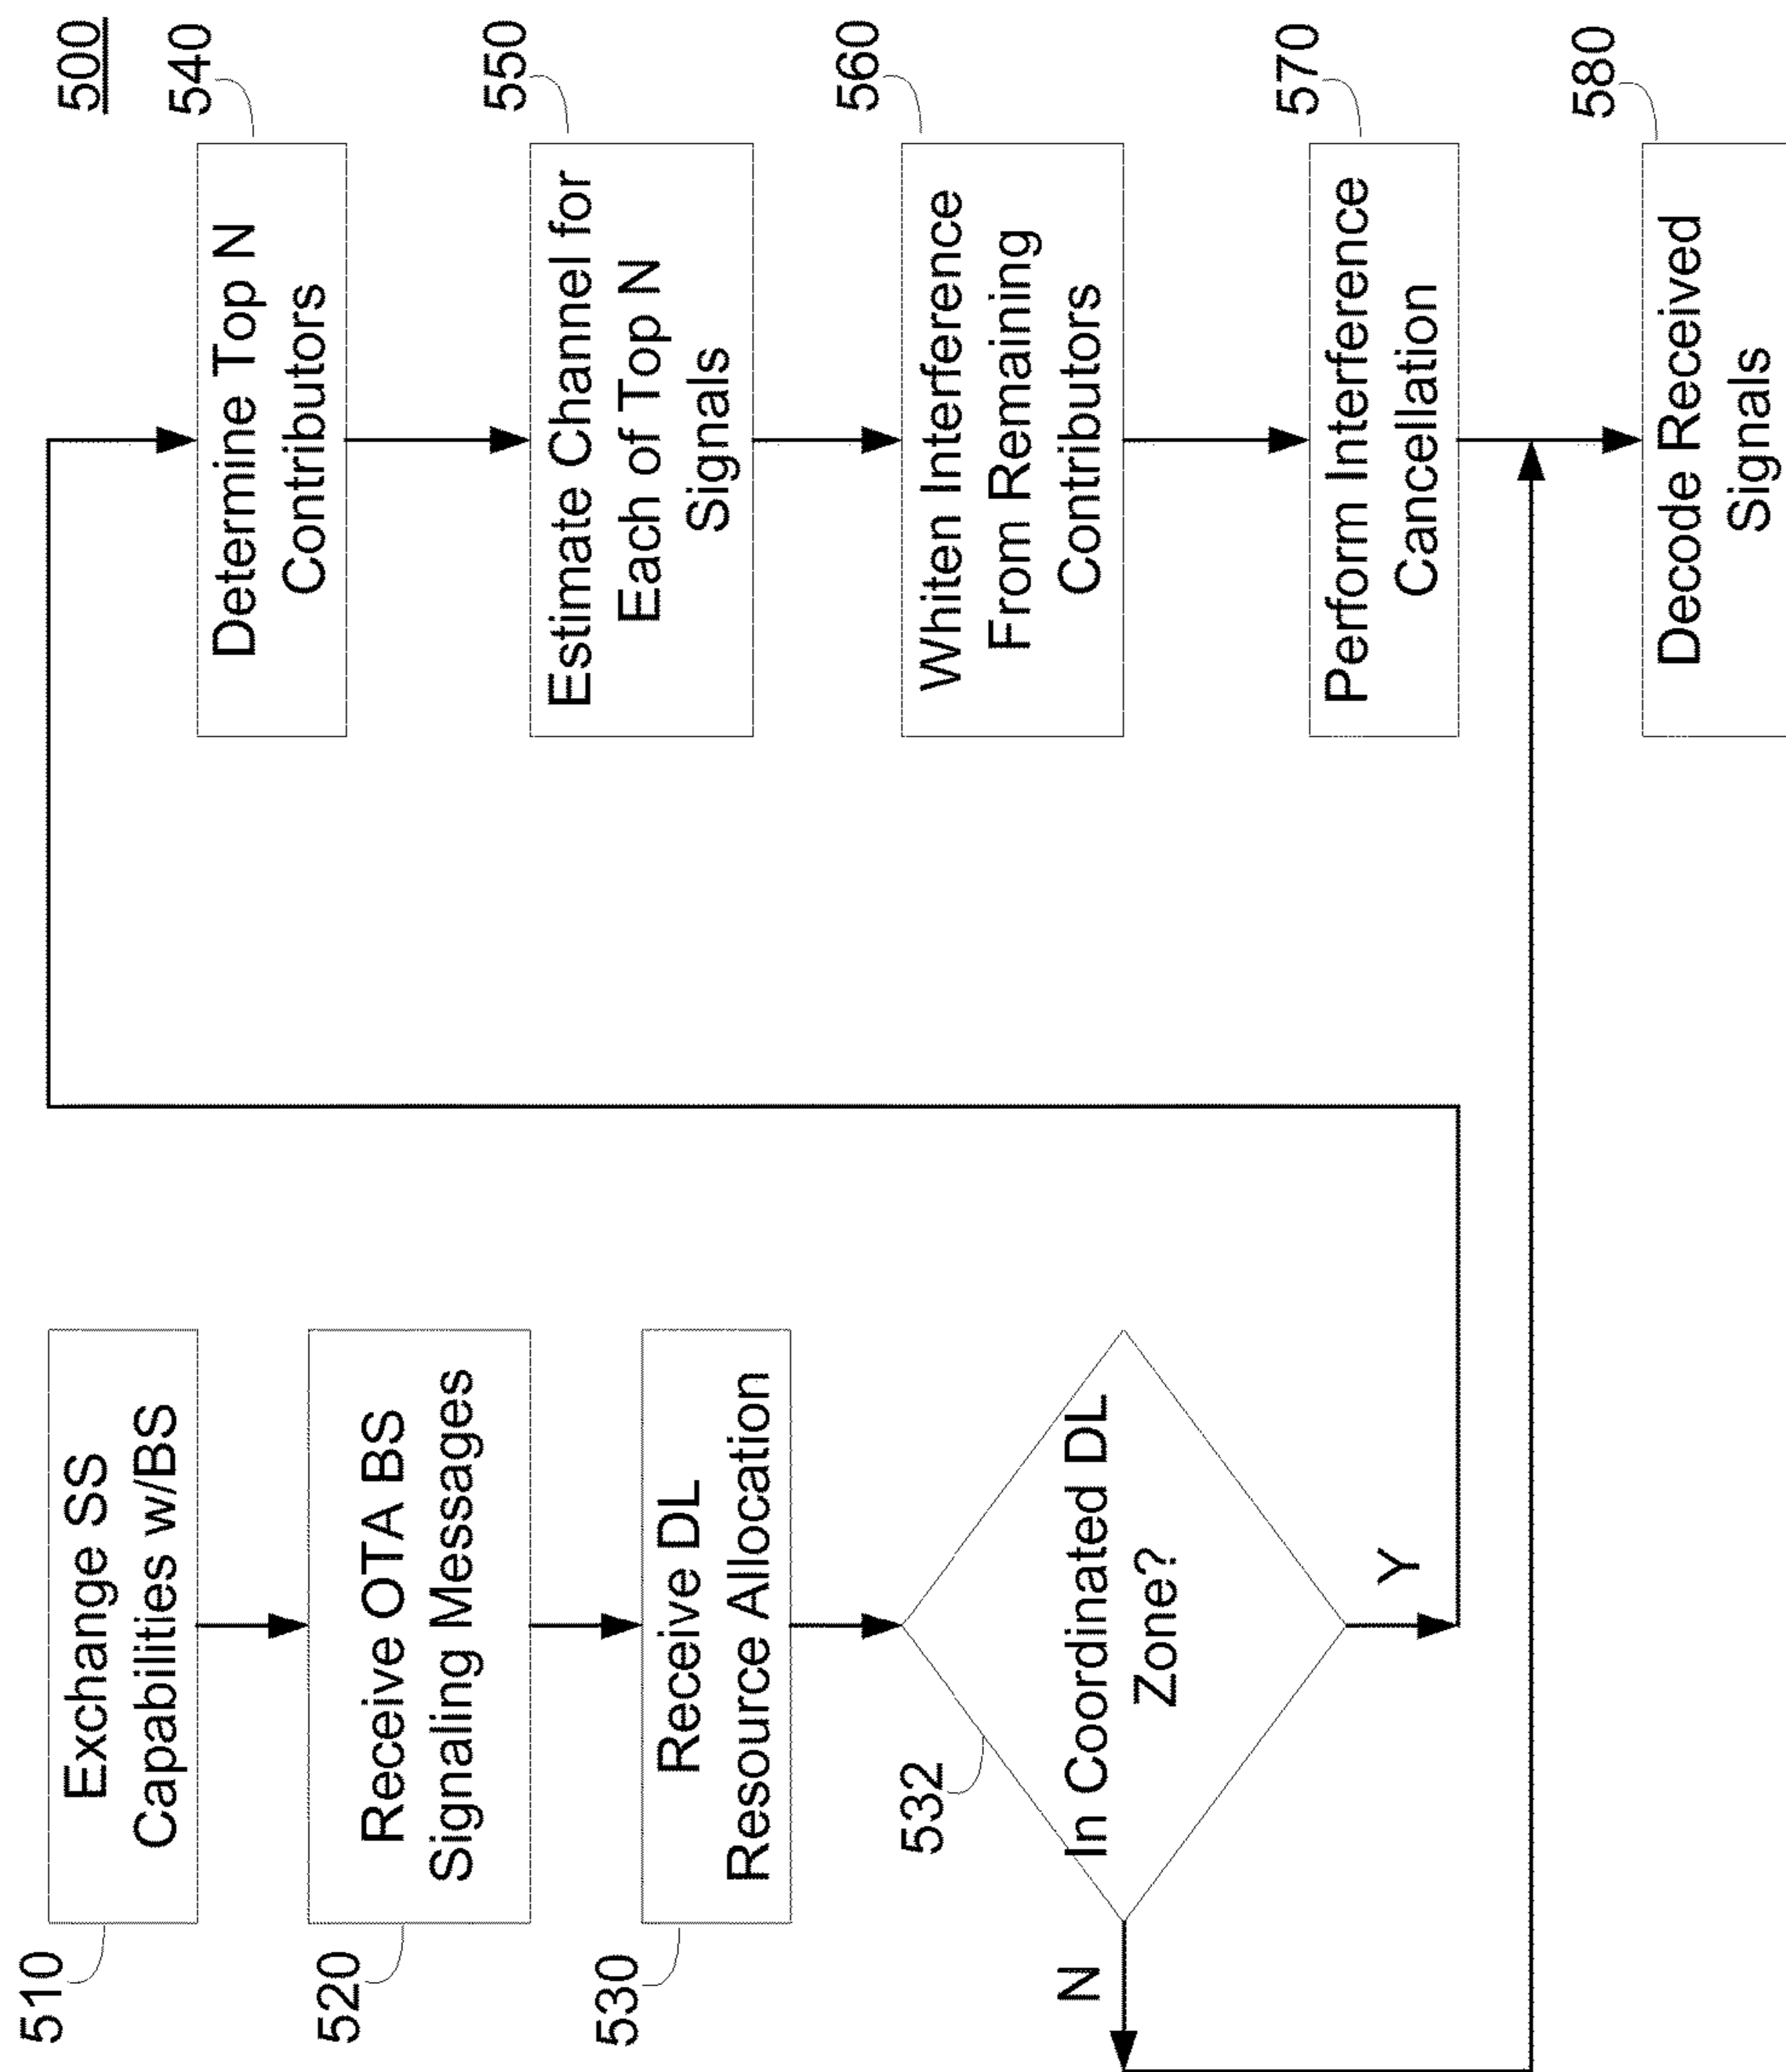 500
510
Exchange SS
Capabilities w/BS
520
Receive OTA BS
Signaling Messages
530
Receive DL
Resource Allocation
532
In Coordinated DL
Zone?
N
Y
540
Determine Top N
Contributors
550
Estimate Channel for
Each of Top N
Signals
560
Whiten Interference
From Remaining
Contributors
570
Perform Interference
Cancellation
580
Decode Received
Signals